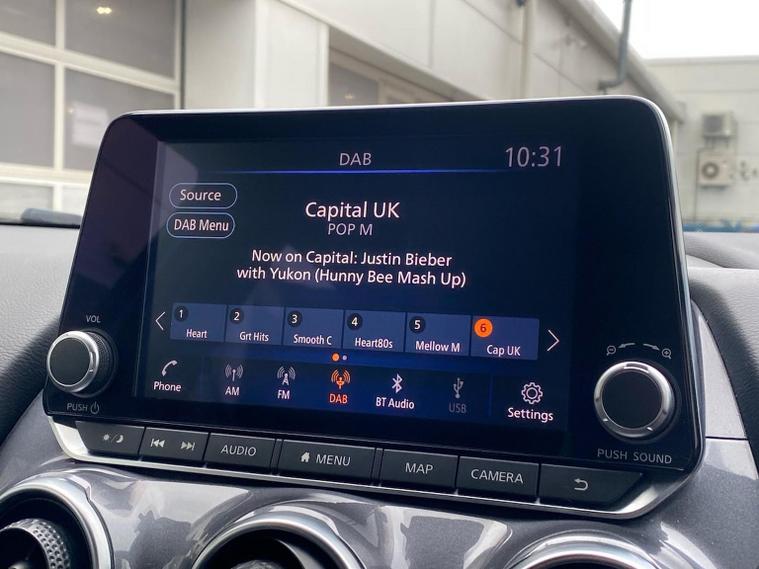 DAB
10:31
Source
Capital UK
POP M
DAB Menu
Now on Capital: Justin Bieber
with Yukon (Hunny Bee Mash Up)
1
Heart
2
Grt Hits
3
Smooth C
4
Heart80s
5
Mellow M
6
Cap UK
Phone
AM
FM
DAB
BT Audio
USB
Settings
VOL
PUSH
PUSH SOUND
AUDIO
MENU
MAP
CAMERA